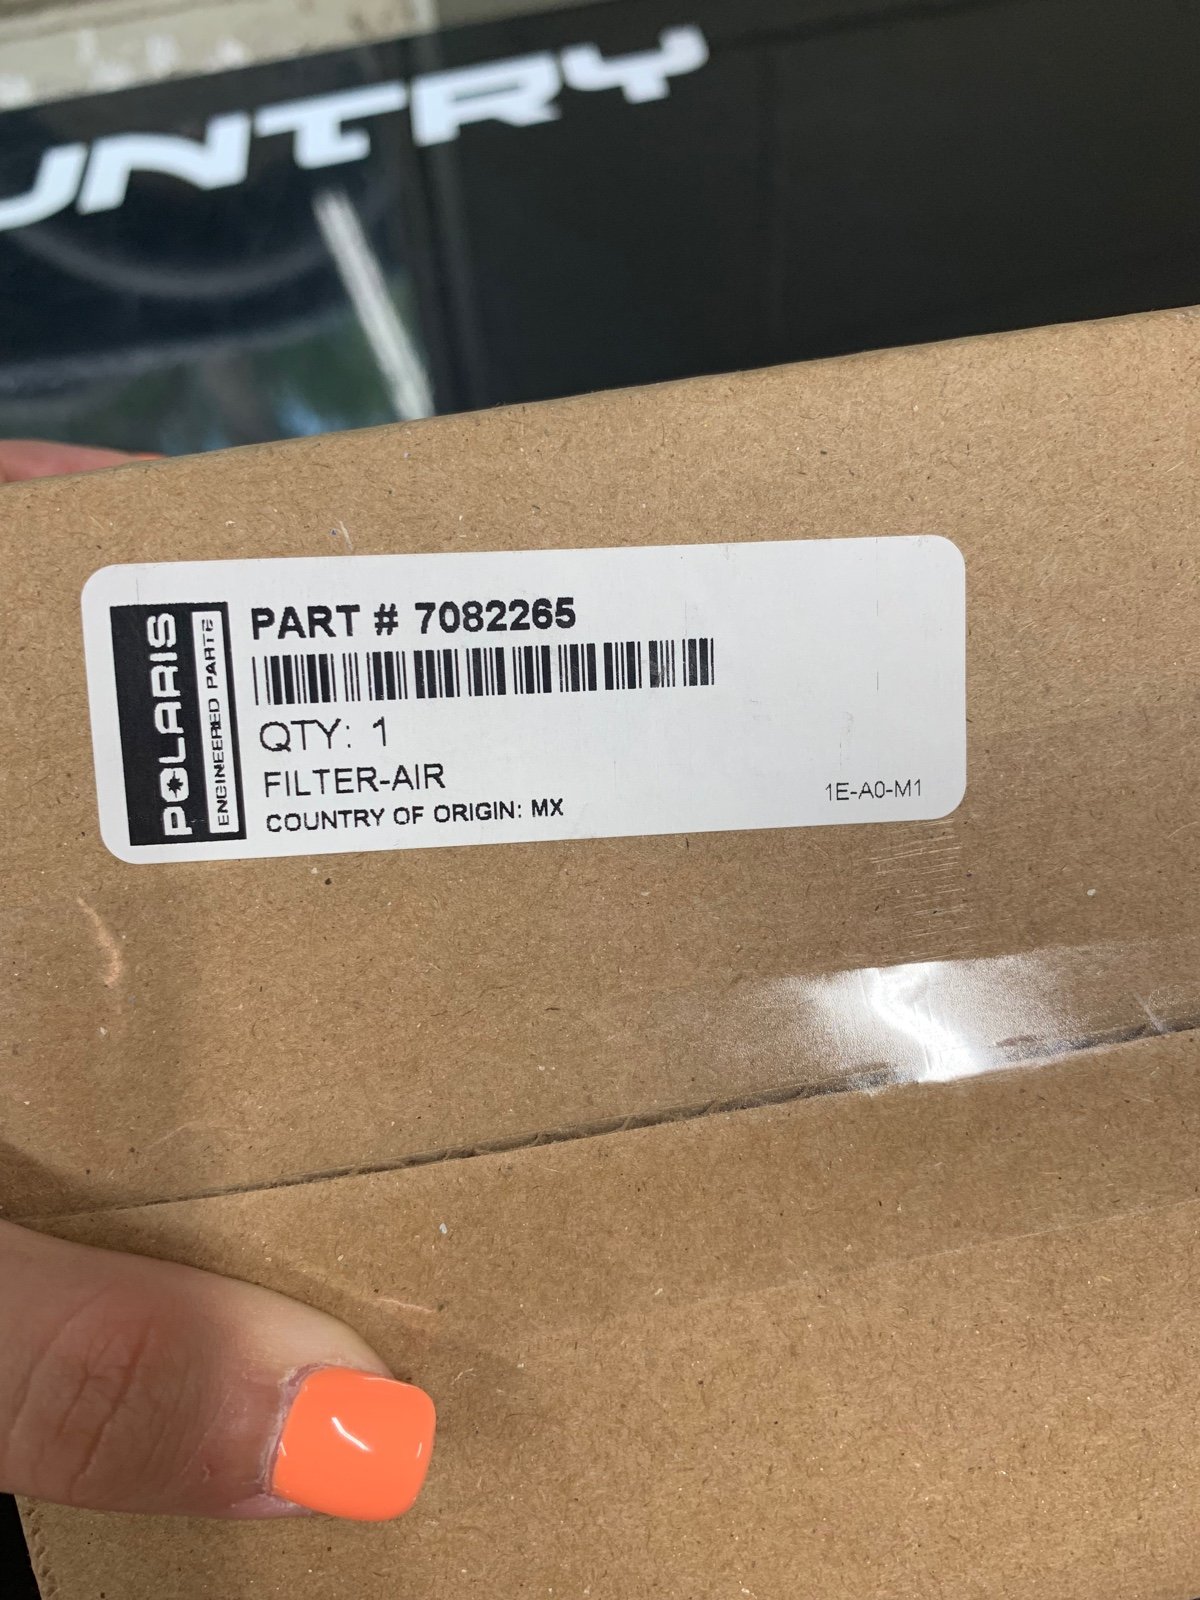 UNTRY
POLARIS
ENGINEERED PARTS
PART # 7082265
QTY: 1
FILTER-AIR
COUNTRY OF ORIGIN: MX
1E-A0-M1